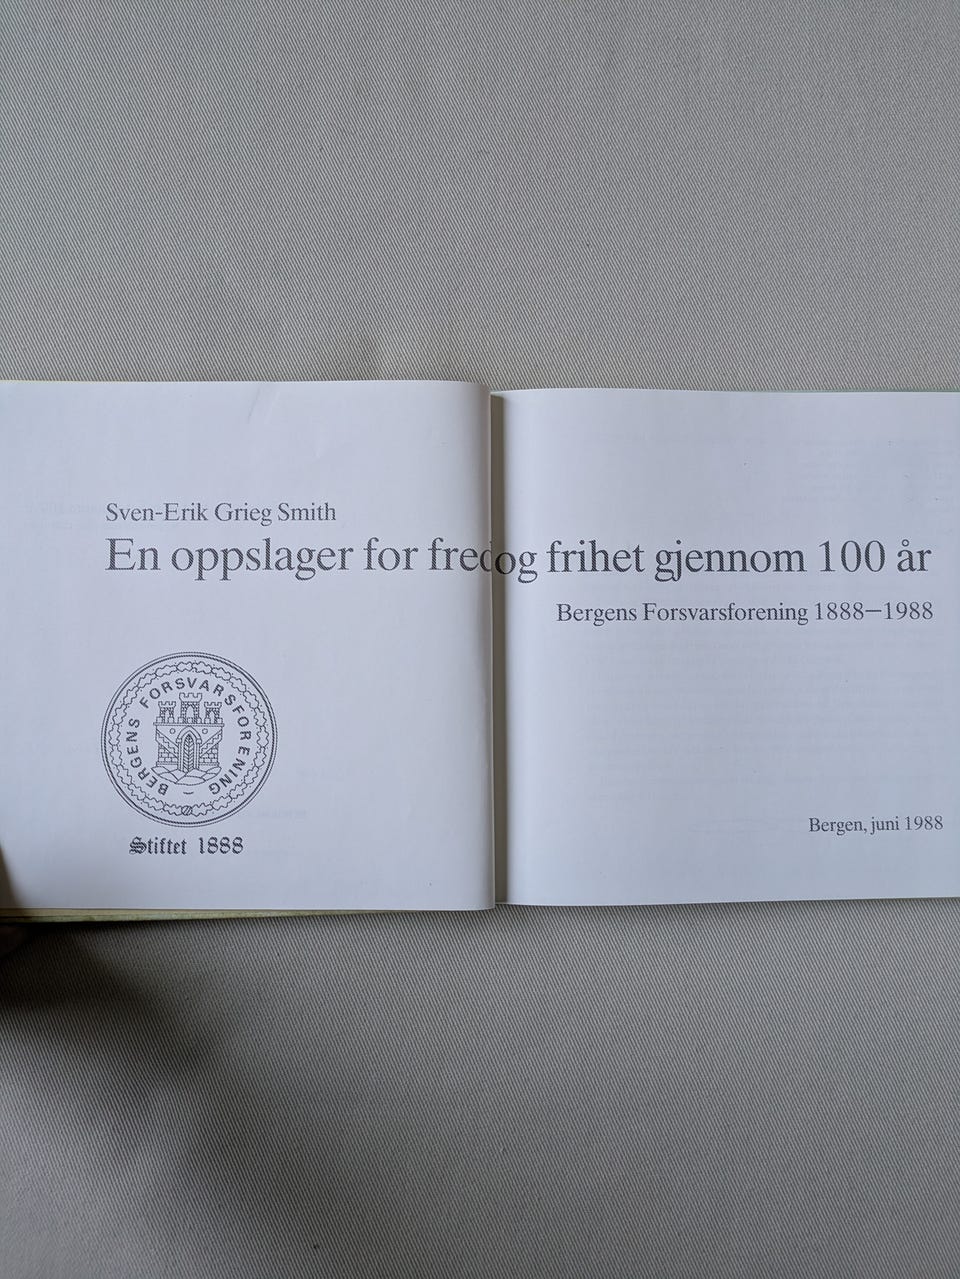 Sven-Erik Grieg Smith
En oppslager for fred og frihet gjennom 100 år
Bergens Forsvarsforening 1888–1988
BERGENS FORSVARSFORENING
Stiftet 1888
Bergen, juni 1988